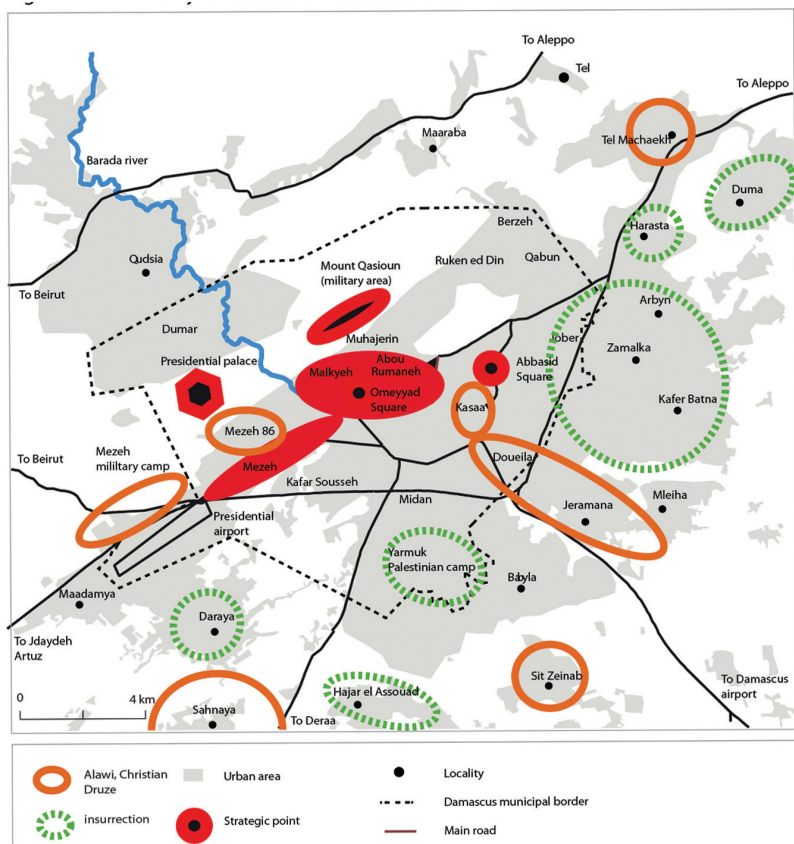 To Aleppo
Tel
To Aleppo
Maaraba
Tel Machaekh
Barada river
Duma
Berzeh
Harasta
Qudsia
Mount Qasioun
(military area)
Ruken ed Din
Qabun
To Beirut
Arbyn
Dumar
Muhajerin
Jober
Zamalka
Presidential palace
Abou
Rumaneh
Malkyeh
Abbasid
Square
Omeyyad
Square
Kasaa
Kafer Batna
Mezeh 86
Mezeh
mililtary camp
To Beirut
Mezeh
Doueila
Kafar Sousseh
Midan
Jeramana
Mleiha
Presidential
airport
Yarmuk
Palestinian camp
Babyla
Maadamya
Daraya
To Jdaydeh
Artuz
Sit Zeinab
To Damascus
airport
Hajar el Assouad
0
4 km
Sahnaya
To Deraa
Alawi, Christian
Druze
Urban area
Locality
Damascus municipal border
insurrection
Strategic point
Main road